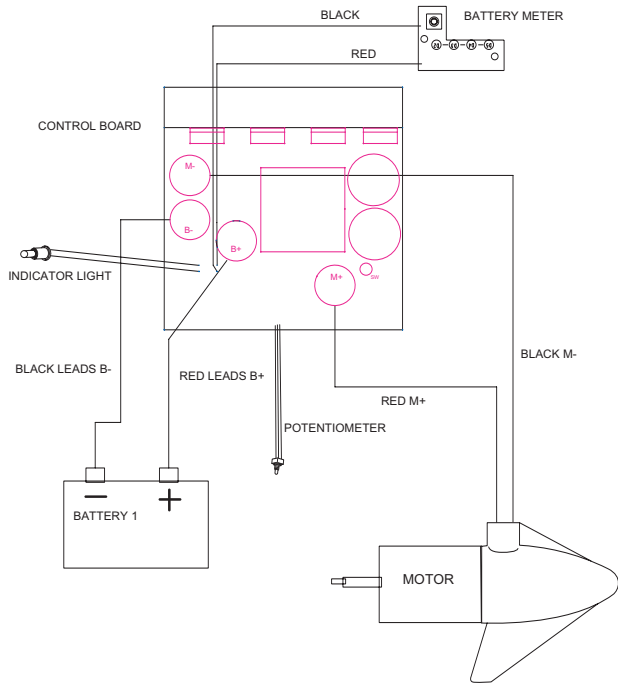 BLACK
BATTERY METER
RED
CONTROL BOARD
M-
B-
B+
M+
SW
INDICATOR LIGHT
BLACK LEADS B-
RED LEADS B+
BLACK M-
RED M+
POTENTIOMETER
BATTERY 1
MOTOR